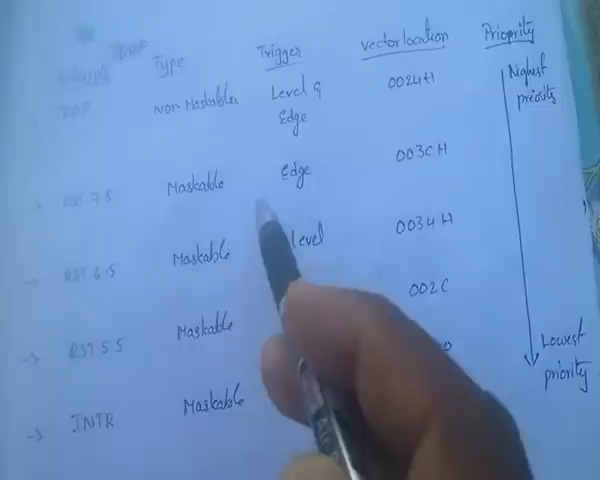 Type Trigger Vector location Prioprity
Non Maskable Level & Edge 0024H Highest priority
RST 7.5 Maskable Edge 003CH
RST 6.5 Maskable Level 0034H
RST 5.5 Maskable 002C
INTR Maskable
Lowest priority